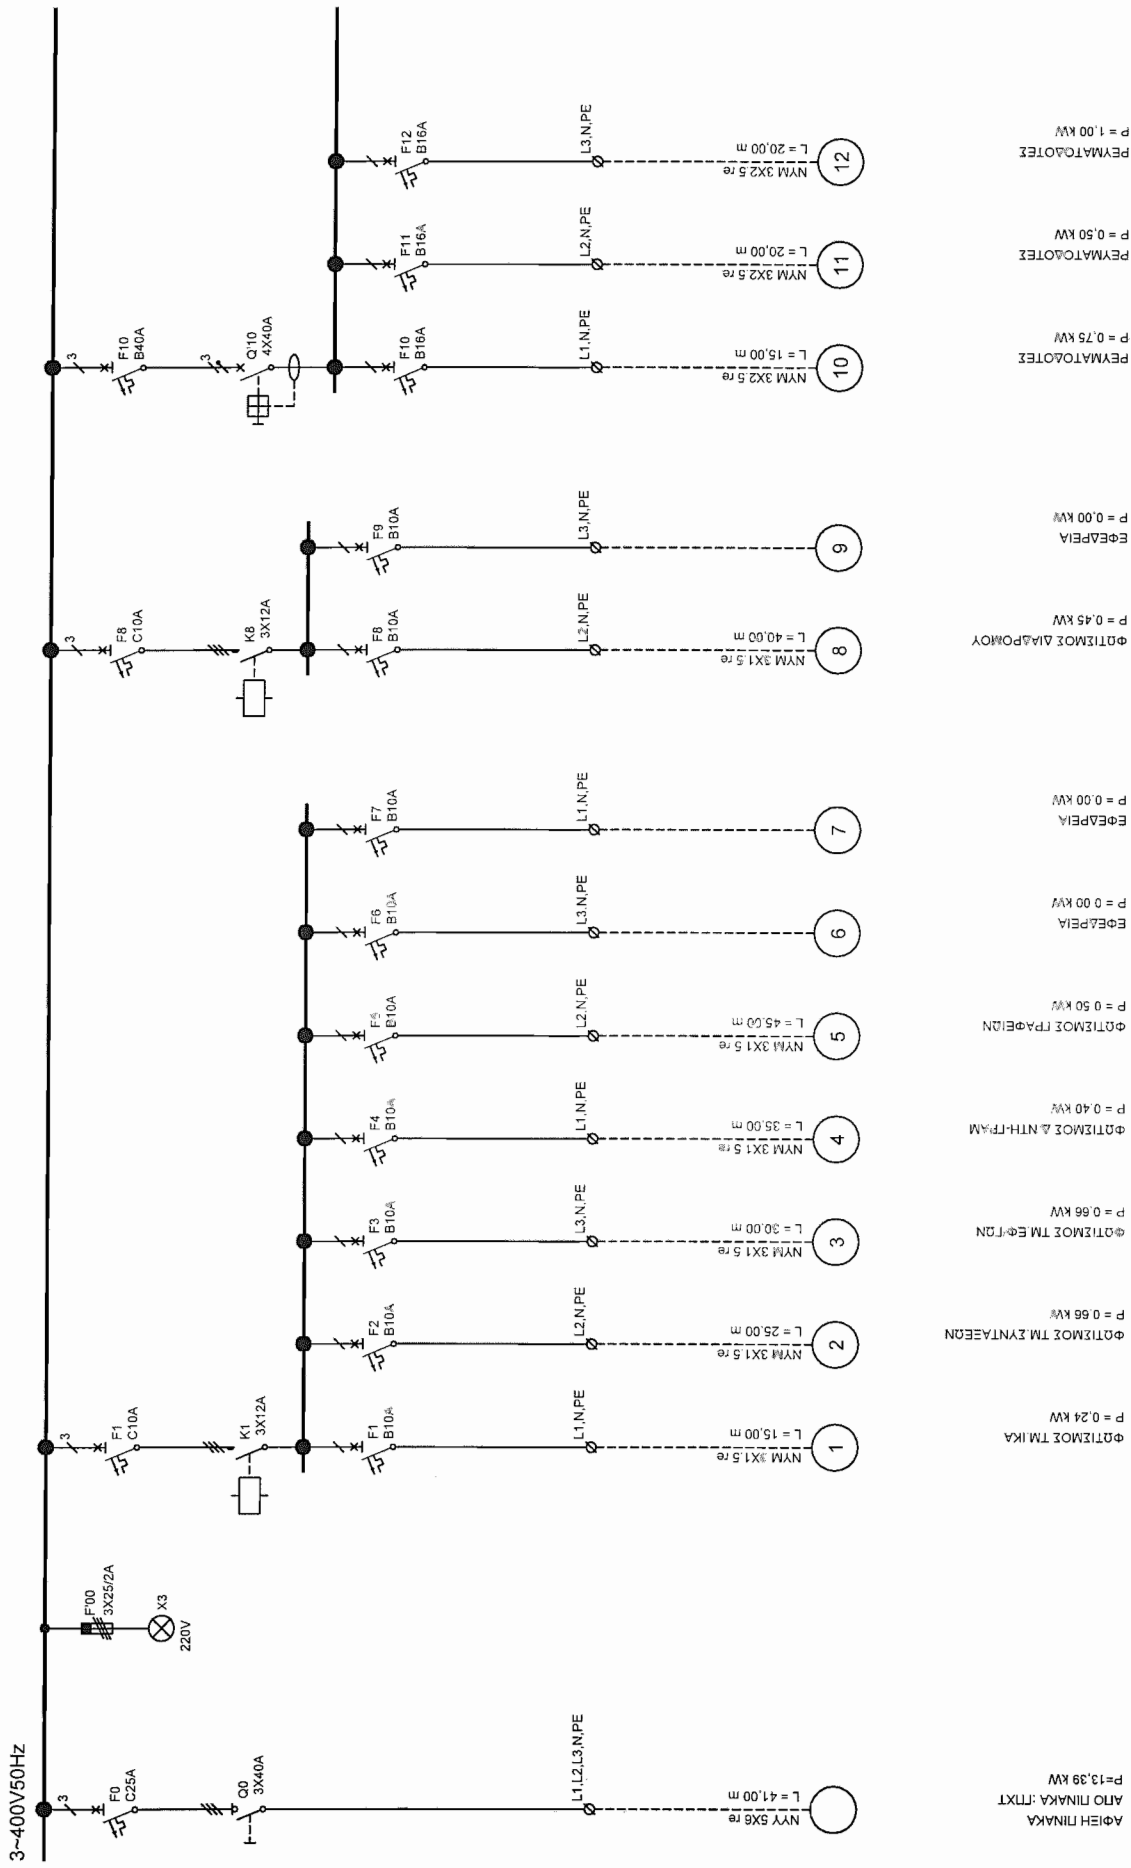 3~400V50Hz
3
F0
C25A
Q0
3X40A
L1,L2,L3,N,PE
NYY 5X6 re
L = 41,00 m
ΑΦΙΞΗ ΠΙΝΑΚΑ
ΑΠΟ ΠΙΝΑΚΑ :ΓΠΧΤ
P=13,39 kW
F'00
3X25/2A
X3
220V
3
F1
C10A
K1
3X12A
F1
B10A
L1,N,PE
NYM 3X1.5 re
L = 15,00 m
1
ΦΩΤΙΣΜΟΣ ΤΜ.ΙΚΑ
P = 0,24 kW
F2
B10A
L2,N,PE
NYM 3X1.5 re
L = 25,00 m
2
ΦΩΤΙΣΜΟΣ ΤΜ.ΣΥΝΤΑΞΕΩΝ
P = 0,66 kW
F3
B10A
L3,N,PE
NYM 3X1.5 re
L = 30,00 m
3
ΦΩΤΙΣΜΟΣ ΤΜ.ΕΦ/ΓΩΝ
P = 0,66 kW
F4
B10A
L1,N,PE
NYM 3X1.5 re
L = 35,00 m
4
ΦΩΤΙΣΜΟΣ Δ/ΝΤΗ-ΓΡΑΜ
P = 0,40 kW
F5
B10A
L2,N,PE
NYM 3X1.5 re
L = 45,00 m
5
ΦΩΤΙΣΜΟΣ ΓΡΑΦΕΙΩΝ
P = 0,50 kW
F6
B10A
L3,N,PE
6
ΕΦΕΔΡΕΙΑ
P = 0,00 kW
F7
B10A
L1,N,PE
7
ΕΦΕΔΡΕΙΑ
P = 0,00 kW
3
F8
C10A
K8
3X12A
F8
B10A
L2,N,PE
NYM 3X1.5 re
L = 40,00 m
8
ΦΩΤΙΣΜΟΣ ΔΙΑΔΡΟΜΟΥ
P = 0,45 kW
F9
B10A
L3,N,PE
9
ΕΦΕΔΡΕΙΑ
P = 0,00 kW
3
F10
B40A
3
Q'10
4X40A
F10
B16A
L1,N,PE
NYM 3X2.5 re
L = 15,00 m
10
ΡΕΥΜΑΤΟΔΟΤΕΣ
P = 0,75 kW
F11
B16A
L2,N,PE
NYM 3X2.5 re
L = 20,00 m
11
ΡΕΥΜΑΤΟΔΟΤΕΣ
P = 0,50 kW
F12
B16A
L3,N,PE
NYM 3X2.5 re
L = 20,00 m
12
ΡΕΥΜΑΤΟΔΟΤΕΣ
P = 1,00 kW